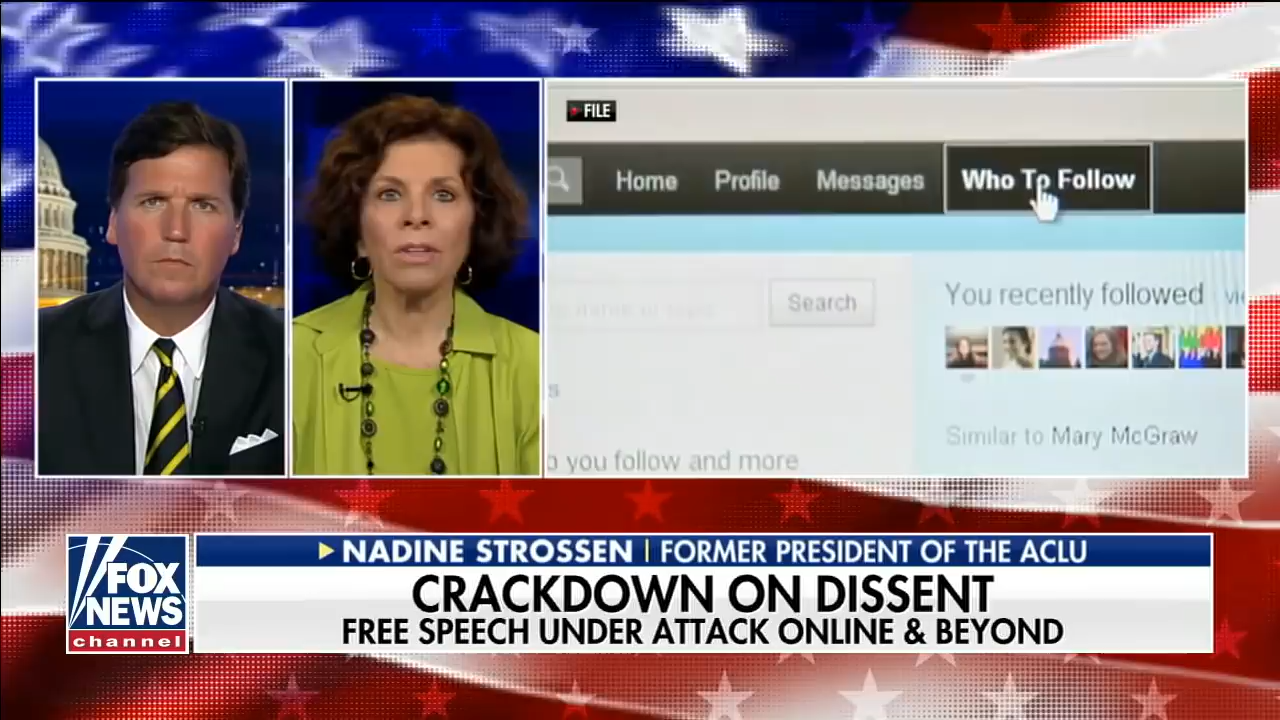 FILE
Home Profile Messages Who To Follow
Search
You recently followed
Similar to Mary McGraw
you follow and more
NADINE STROSSEN | FORMER PRESIDENT OF THE ACLU
CRACKDOWN ON DISSENT
FREE SPEECH UNDER ATTACK ONLINE & BEYOND
FOX
NEWS
channel